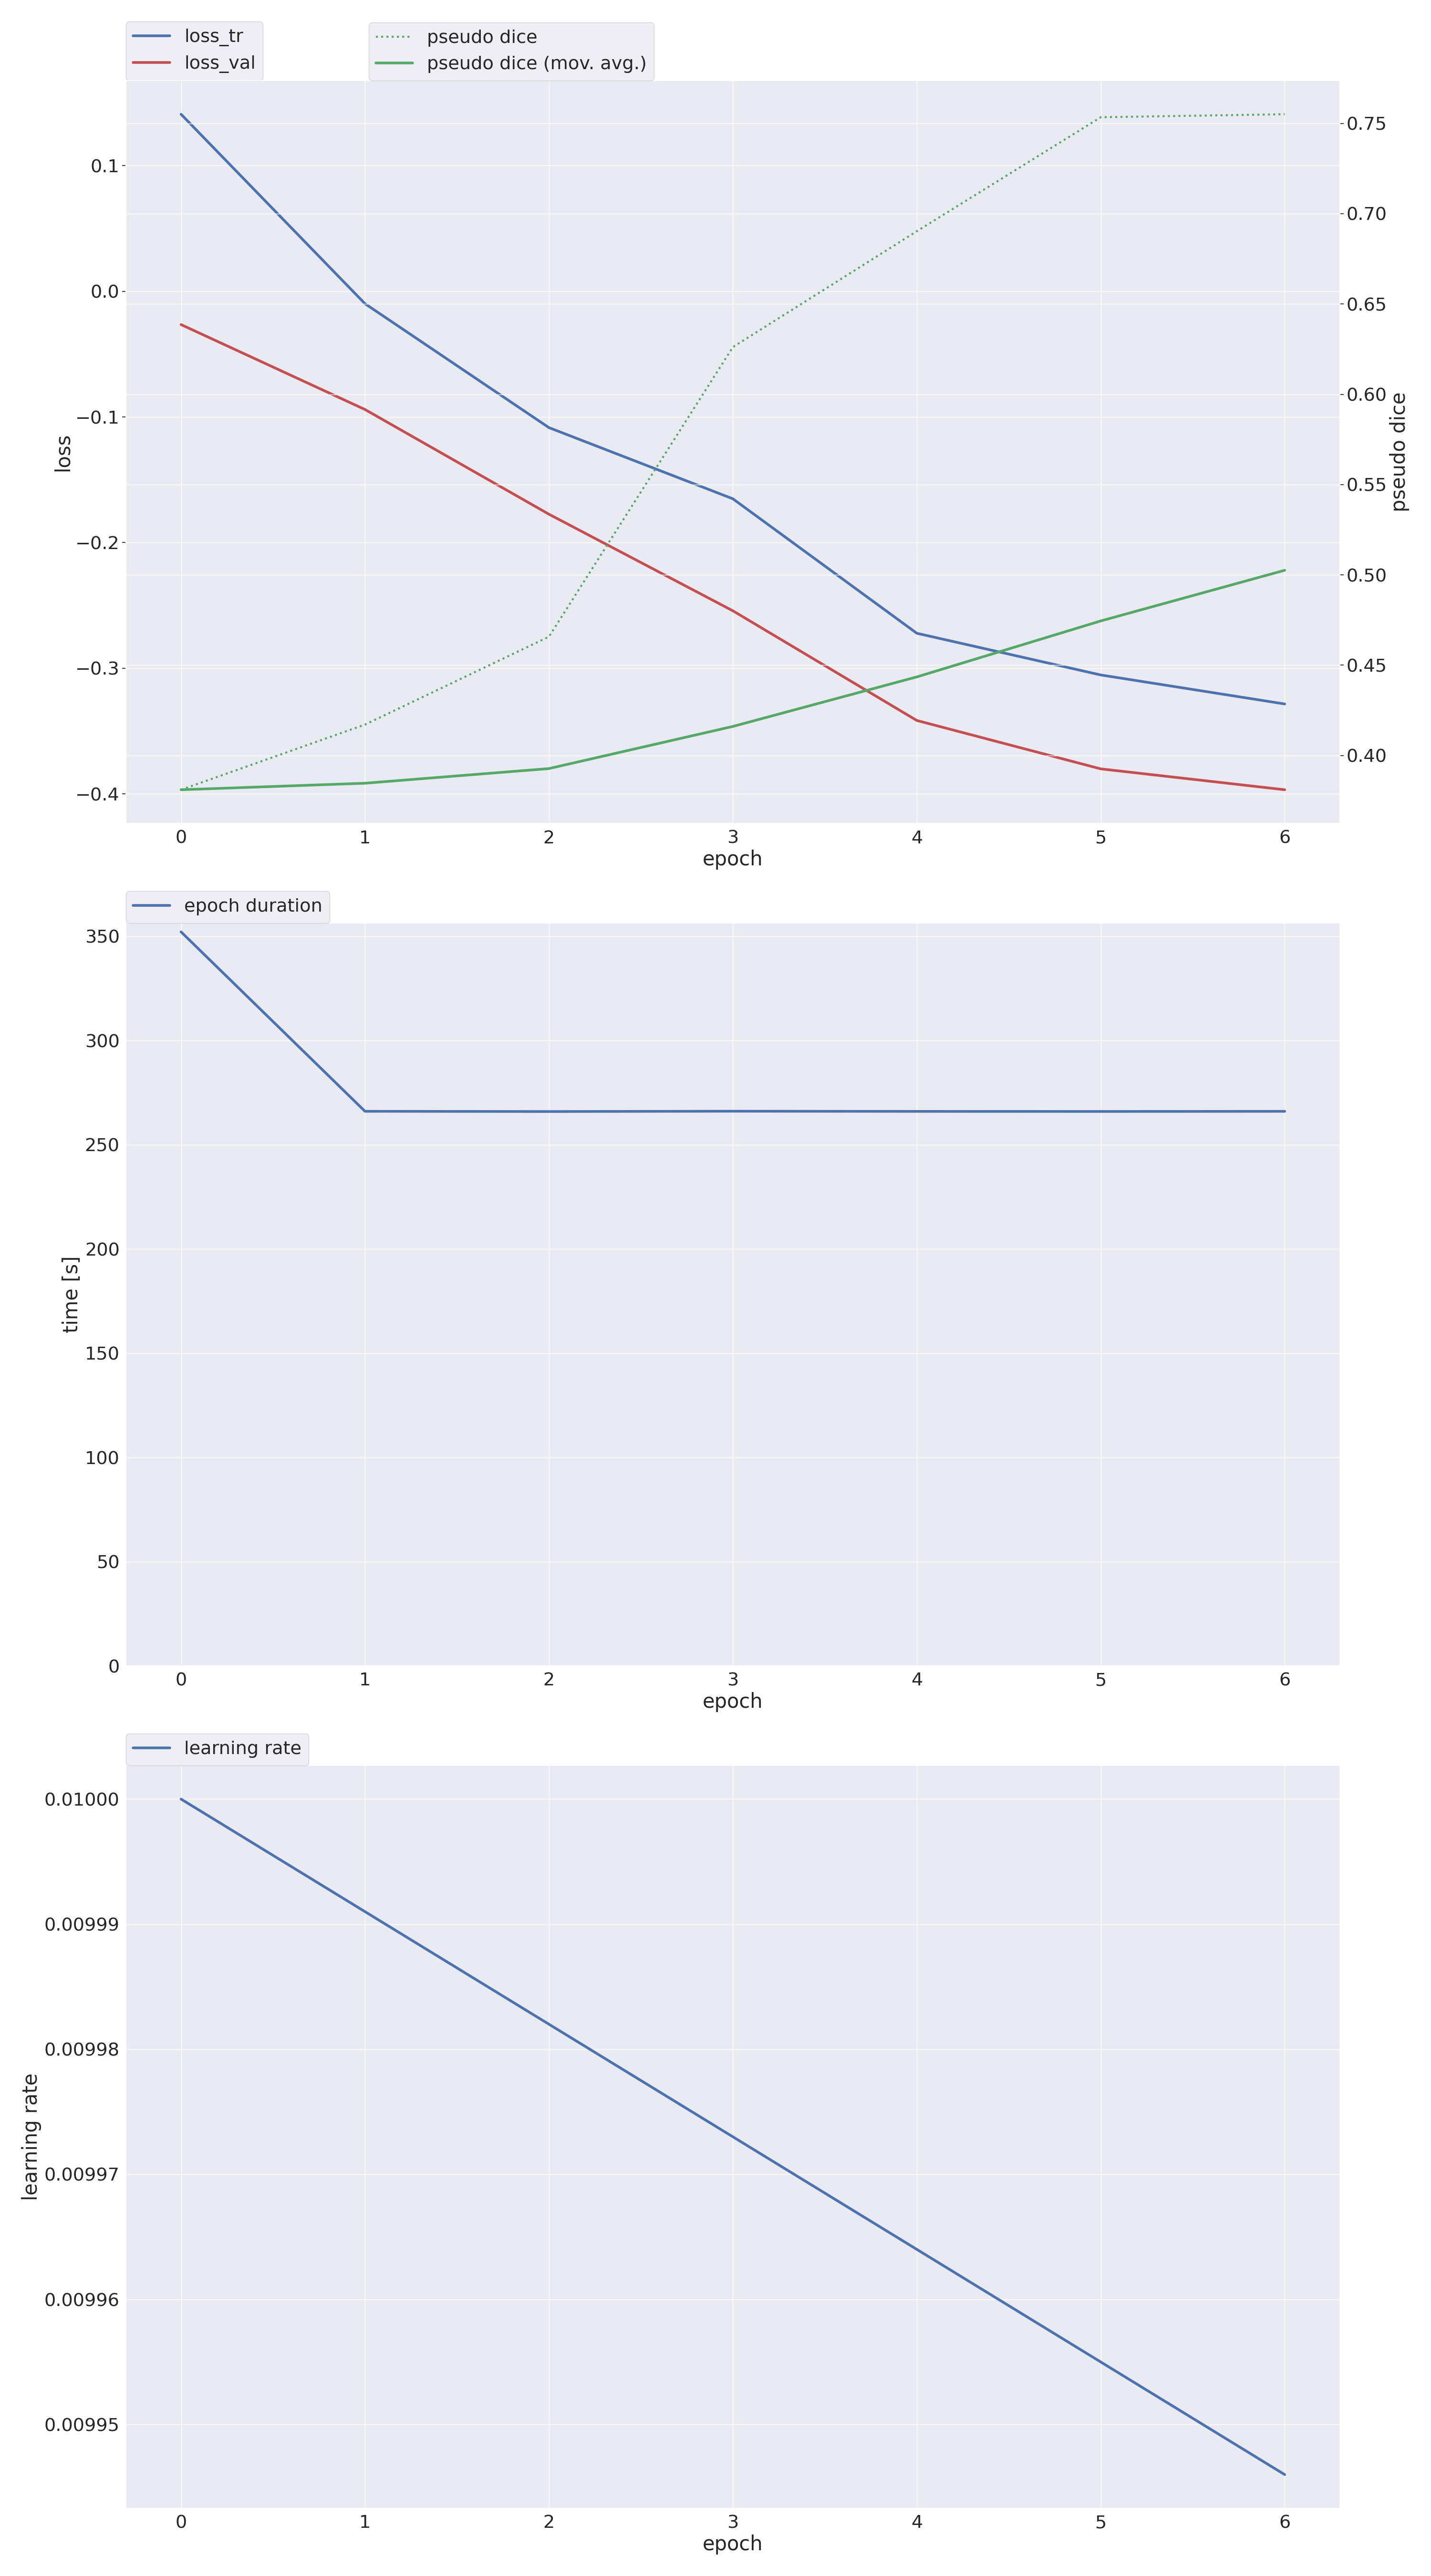 loss_tr
loss_val
pseudo dice
pseudo dice (mov. avg.)
0.1
0.0
−0.1
−0.2
−0.3
−0.4
loss
0.75
0.70
0.65
0.60
0.55
0.50
0.45
0.40
pseudo dice
0 1 2 3 4 5 6
epoch
epoch duration
350
300
250
200
150
100
50
0
time [s]
0 1 2 3 4 5 6
epoch
learning rate
0.01000
0.00999
0.00998
0.00997
0.00996
0.00995
learning rate
0 1 2 3 4 5 6
epoch